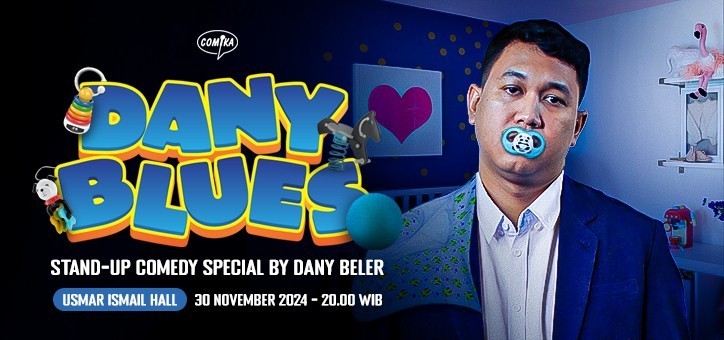 COMIKA
DANY
BLUES
STAND-UP COMEDY SPECIAL BY DANY BELER
USMAR ISMAIL HALL 30 NOVEMBER 2024 - 20.00 WIB